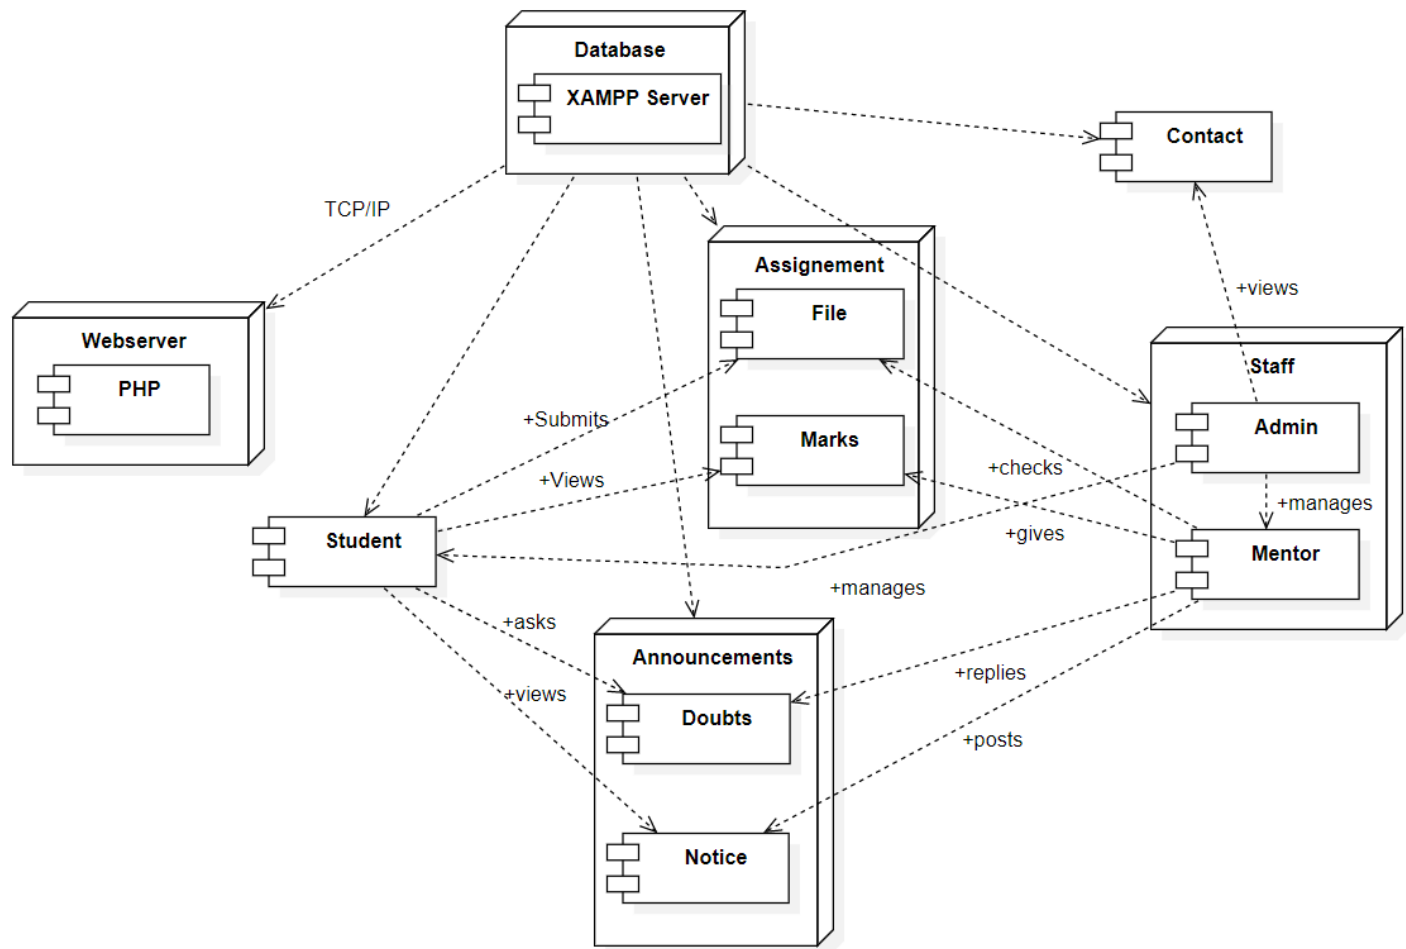 Database
XAMPP Server
Contact
TCP/IP
Assignement
File
+views
Webserver
PHP
Staff
Admin
+Submits
Marks
+checks
+Views
+manages
Student
+gives
Mentor
+manages
+asks
Announcements
+replies
+views
Doubts
+posts
Notice